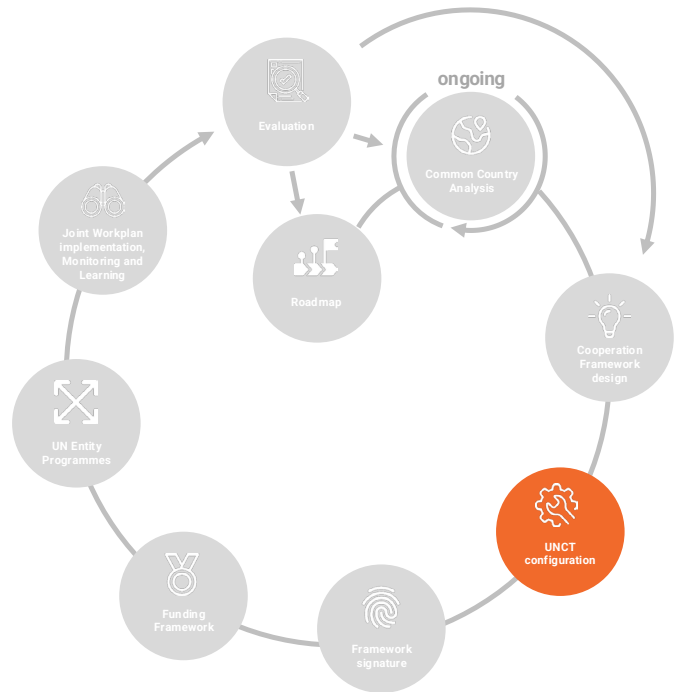 ongoing
Evaluation
Common Country
Analysis
Joint Workplan
implementation,
Monitoring and
Learning
Roadmap
Cooperation
Framework
design
UN Entity
Programmes
UNCT
configuration
Funding
Framework
Framework
signature